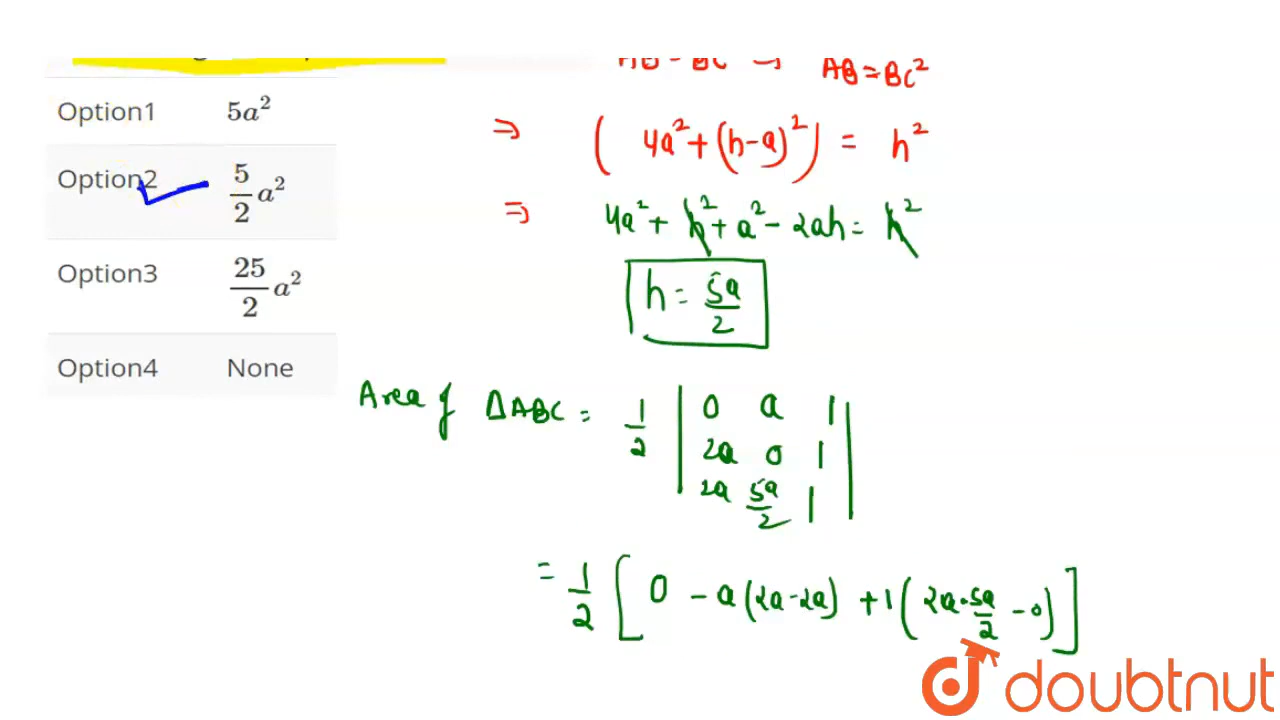 Option1 5a²
Option2 5/2 a²
Option3 25/2 a²
Option4 None
AB = BC ⇒ AB² = BC²
⇒ (4a² + (h-a)²) = h²
⇒ 4a² + h² + a² - 2ah = h²
h = 5a/2
Area of ΔABC = 1/2 | 0 a 1
2a 0 1
2a 5a/2 1 |
= 1/2 [ 0 - a(2a-2a) + 1(2a·5a/2 - 0) ]
doubtnut